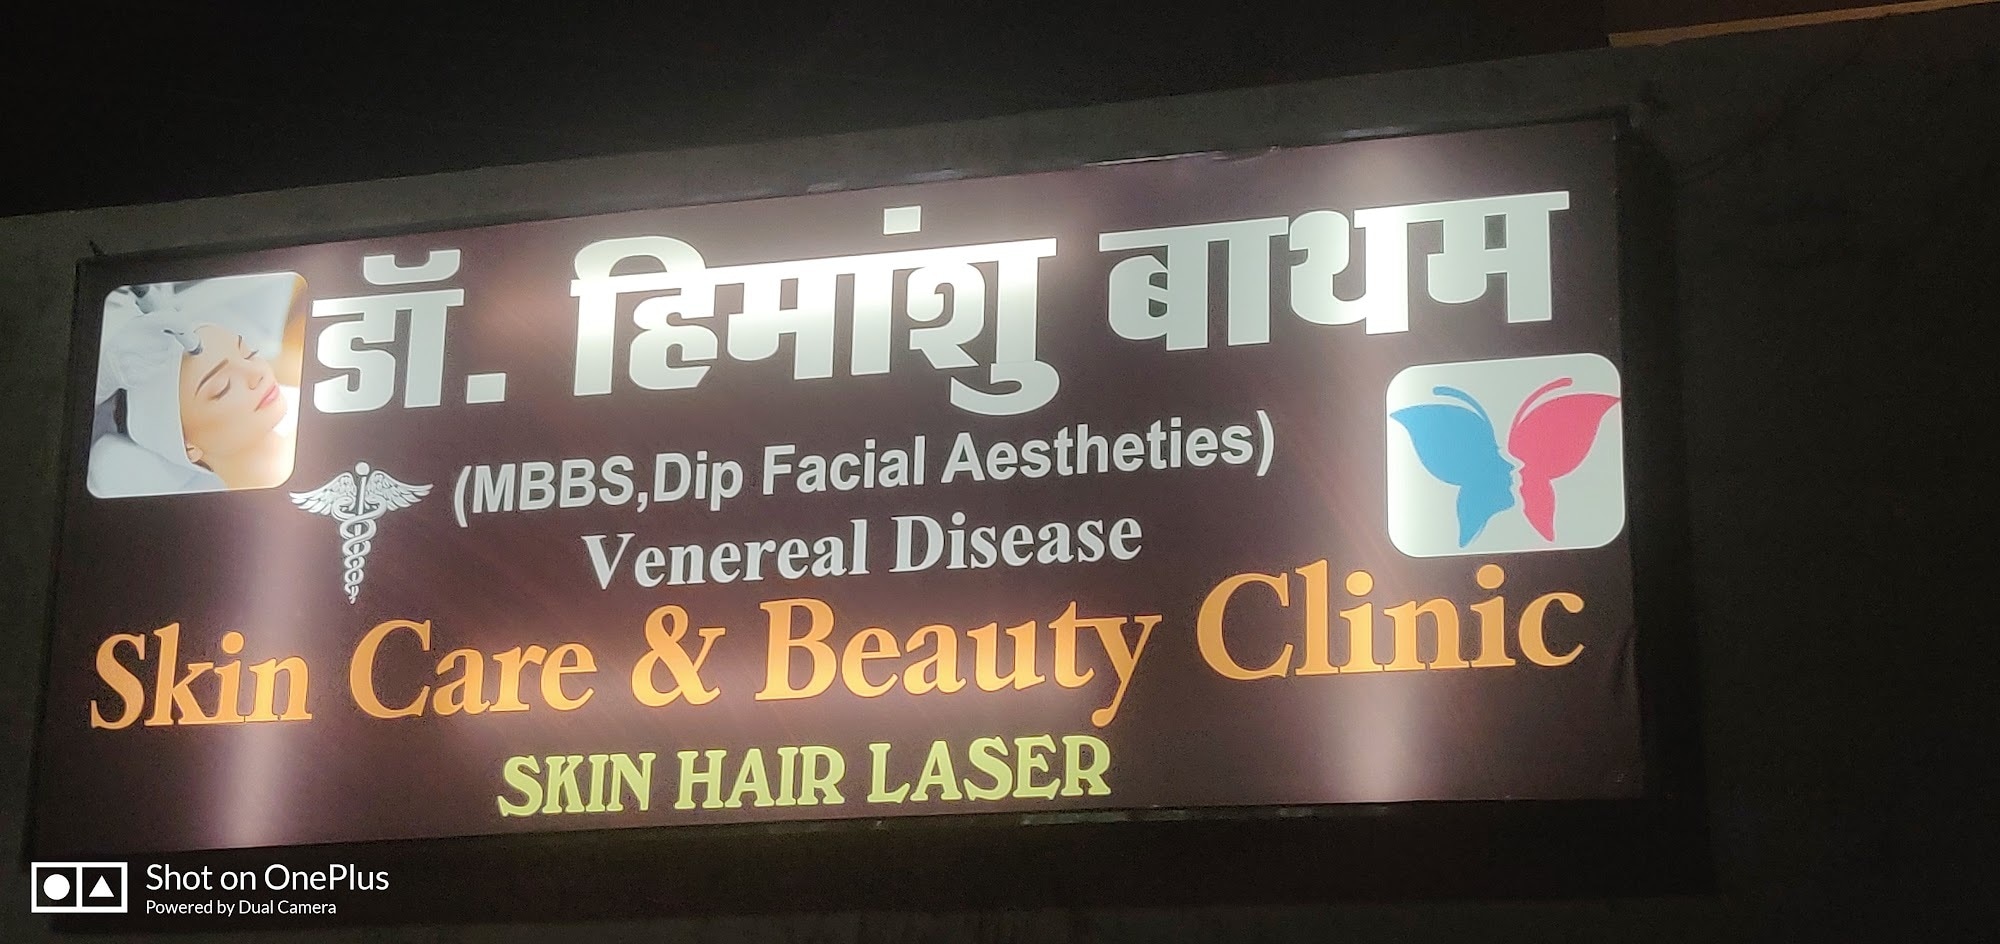 डॉ. हिमांशु बाथम
(MBBS,Dip Facial Aestheties)
Venereal Disease
Skin Care & Beauty Clinic
SKIN HAIR LASER
Shot on OnePlus
Powered by Dual Camera